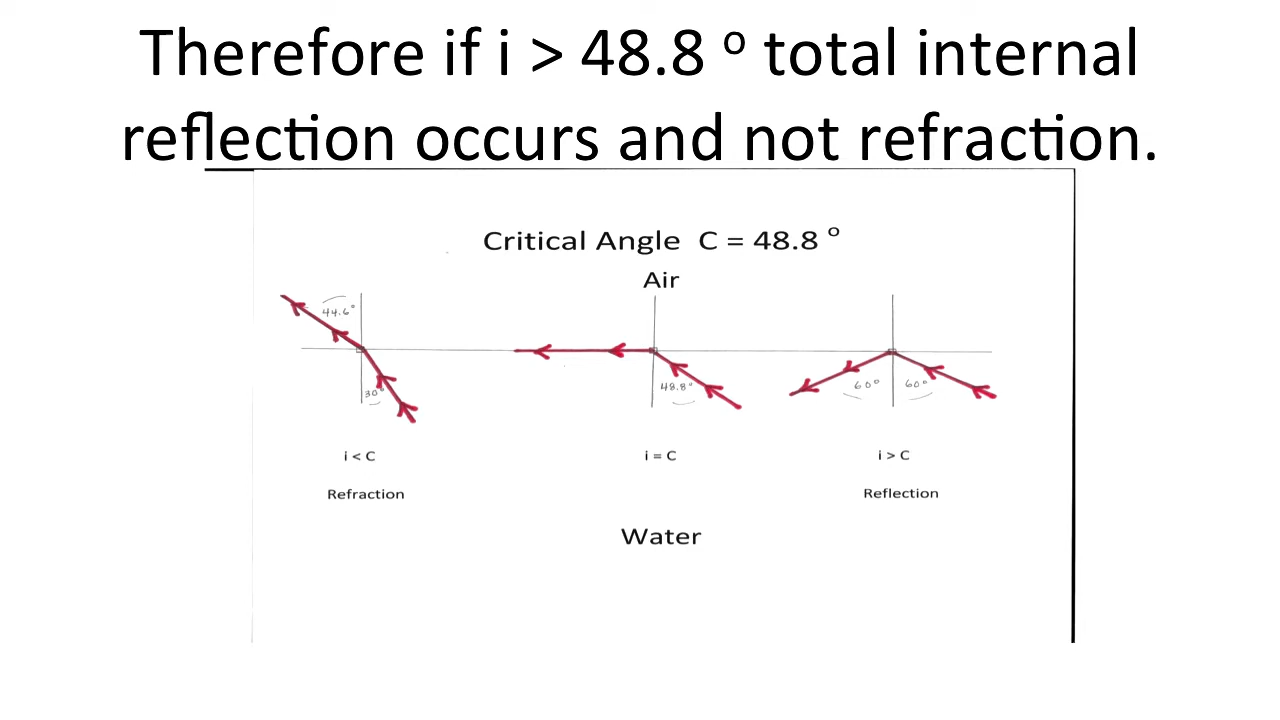 Therefore if i > 48.8 º total internal
reflection occurs and not refraction.
Critical Angle C = 48.8 º
Air
44.6°
30°
48.8°
60° 60°
i < C
i = C
i > C
Refraction
Reflection
Water